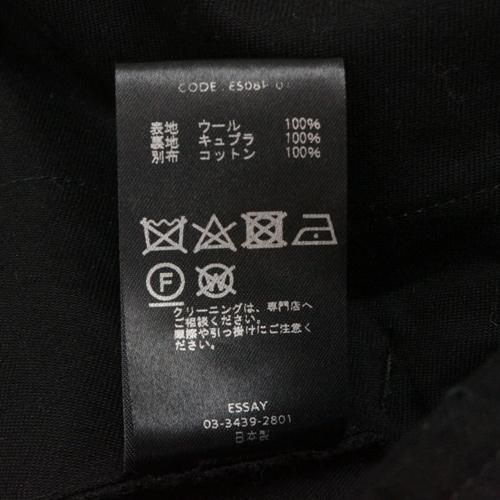 CODE: ES08F 01
表地 ウール 100%
裏地 キュプラ 100%
別布 コットン 100%
F W
クリーニングは、専門店へ
ご相談ください。
摩擦や引っ掛けにご注意く
ださい。
ESSAY
03-3439-2801
日本製